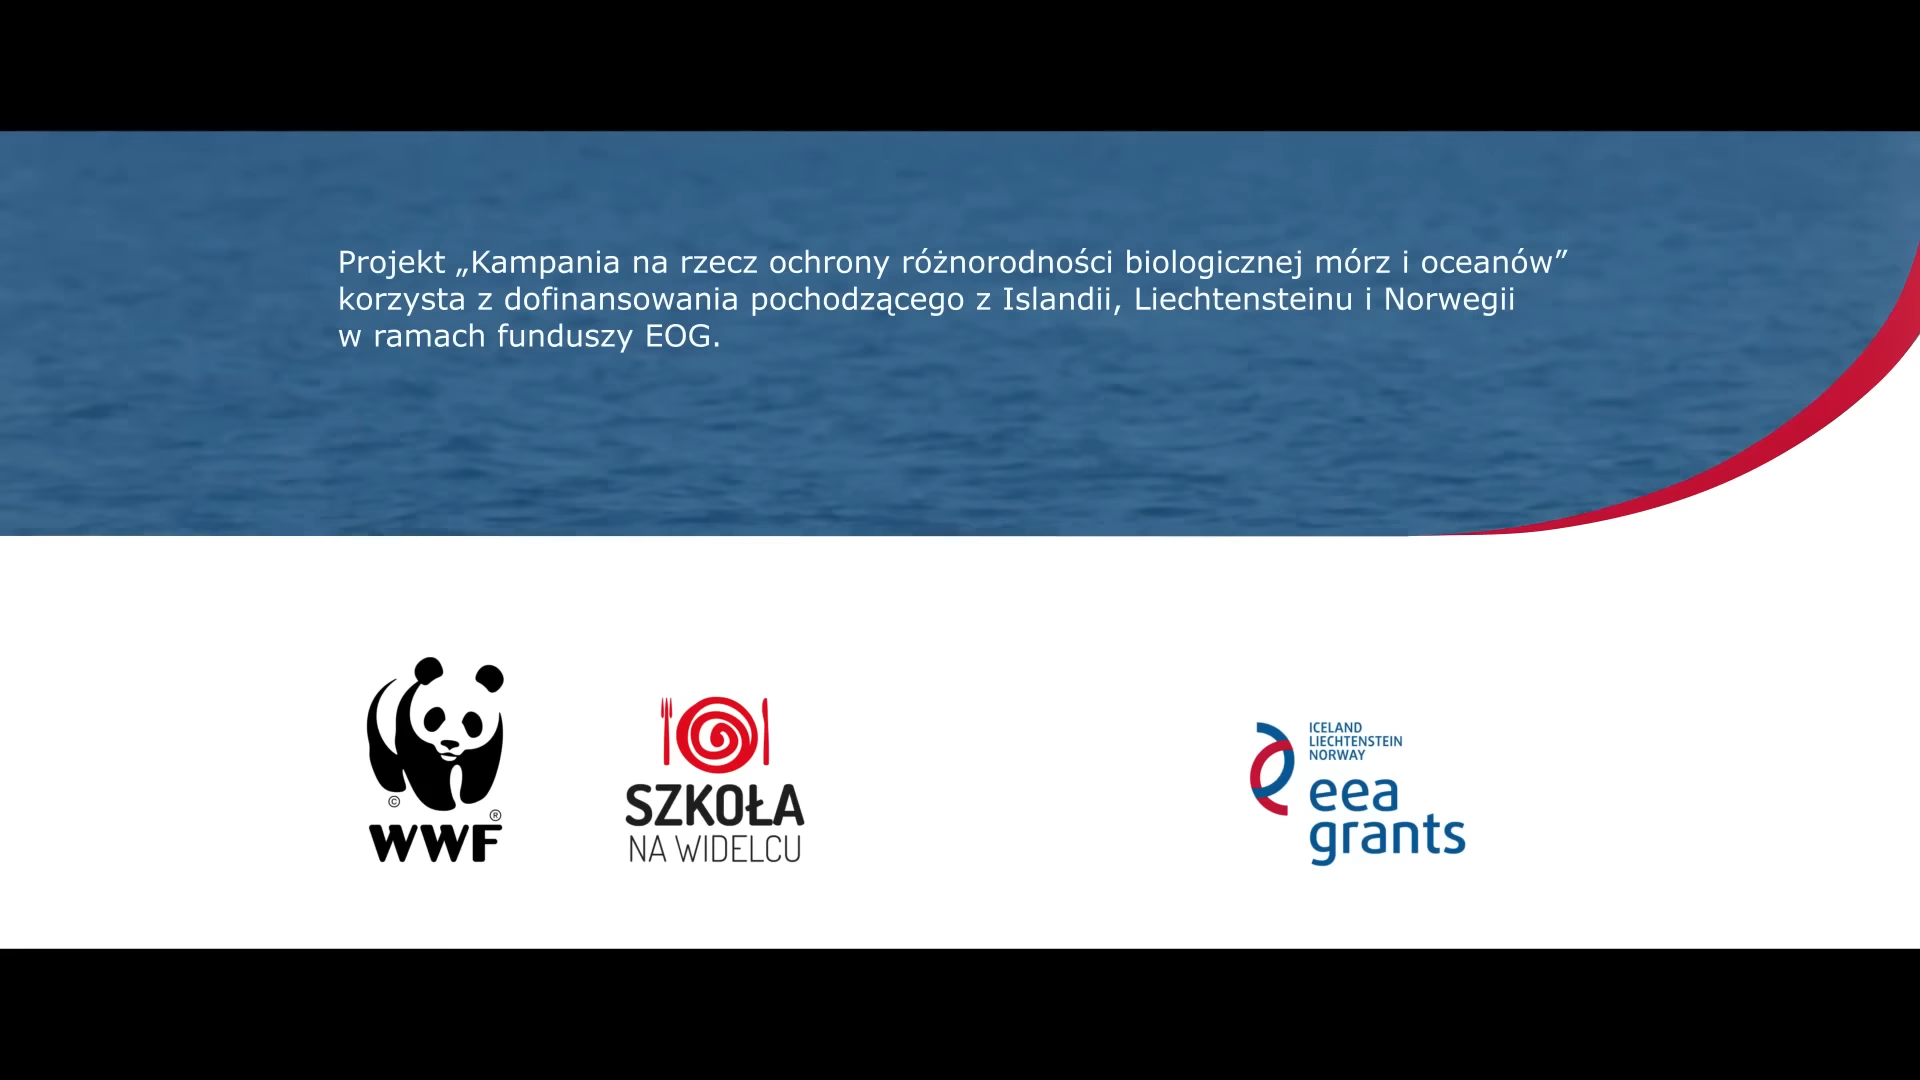 Projekt „Kampania na rzecz ochrony różnorodności biologicznej mórz i oceanów”
korzysta z dofinansowania pochodzącego z Islandii, Liechtensteinu i Norwegii
w ramach funduszy EOG.
©
®
WWF
SZKOŁA
NA WIDELCU
ICELAND
LIECHTENSTEIN
NORWAY
eea
grants